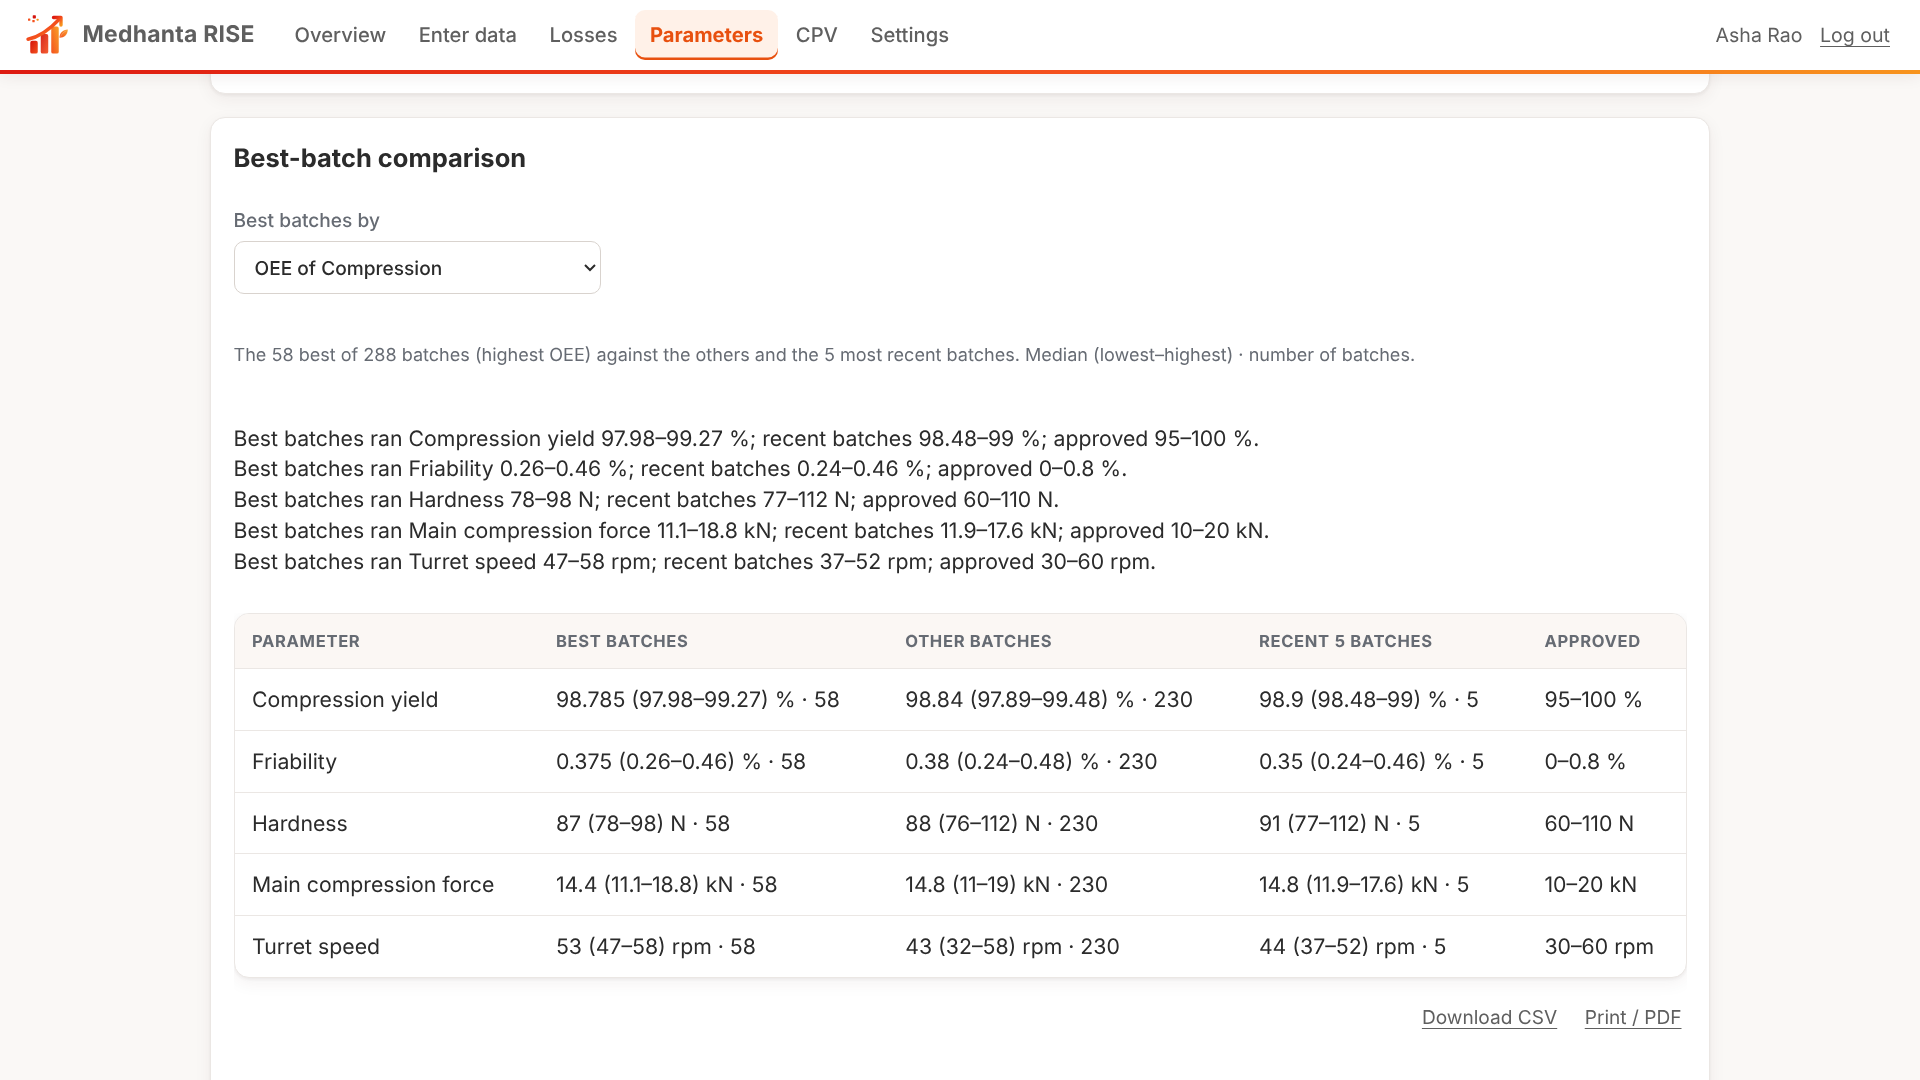 Medhanta RISE
Overview
Enter data
Losses
Parameters
CPV
Settings
Asha Rao
Log out
Best-batch comparison
Best batches by
OEE of Compression
The 58 best of 288 batches (highest OEE) against the others and the 5 most recent batches. Median (lowest–highest) · number of batches.
Best batches ran Compression yield 97.98–99.27 %; recent batches 98.48–99 %; approved 95–100 %.
Best batches ran Friability 0.26–0.46 %; recent batches 0.24–0.46 %; approved 0–0.8 %.
Best batches ran Hardness 78–98 N; recent batches 77–112 N; approved 60–110 N.
Best batches ran Main compression force 11.1–18.8 kN; recent batches 11.9–17.6 kN; approved 10–20 kN.
Best batches ran Turret speed 47–58 rpm; recent batches 37–52 rpm; approved 30–60 rpm.
PARAMETER BEST BATCHES OTHER BATCHES RECENT 5 BATCHES APPROVED
Compression yield 98.785 (97.98–99.27) % · 58 98.84 (97.89–99.48) % · 230 98.9 (98.48–99) % · 5 95–100 %
Friability 0.375 (0.26–0.46) % · 58 0.38 (0.24–0.48) % · 230 0.35 (0.24–0.46) % · 5 0–0.8 %
Hardness 87 (78–98) N · 58 88 (76–112) N · 230 91 (77–112) N · 5 60–110 N
Main compression force 14.4 (11.1–18.8) kN · 58 14.8 (11–19) kN · 230 14.8 (11.9–17.6) kN · 5 10–20 kN
Turret speed 53 (47–58) rpm · 58 43 (32–58) rpm · 230 44 (37–52) rpm · 5 30–60 rpm
Download CSV
Print / PDF